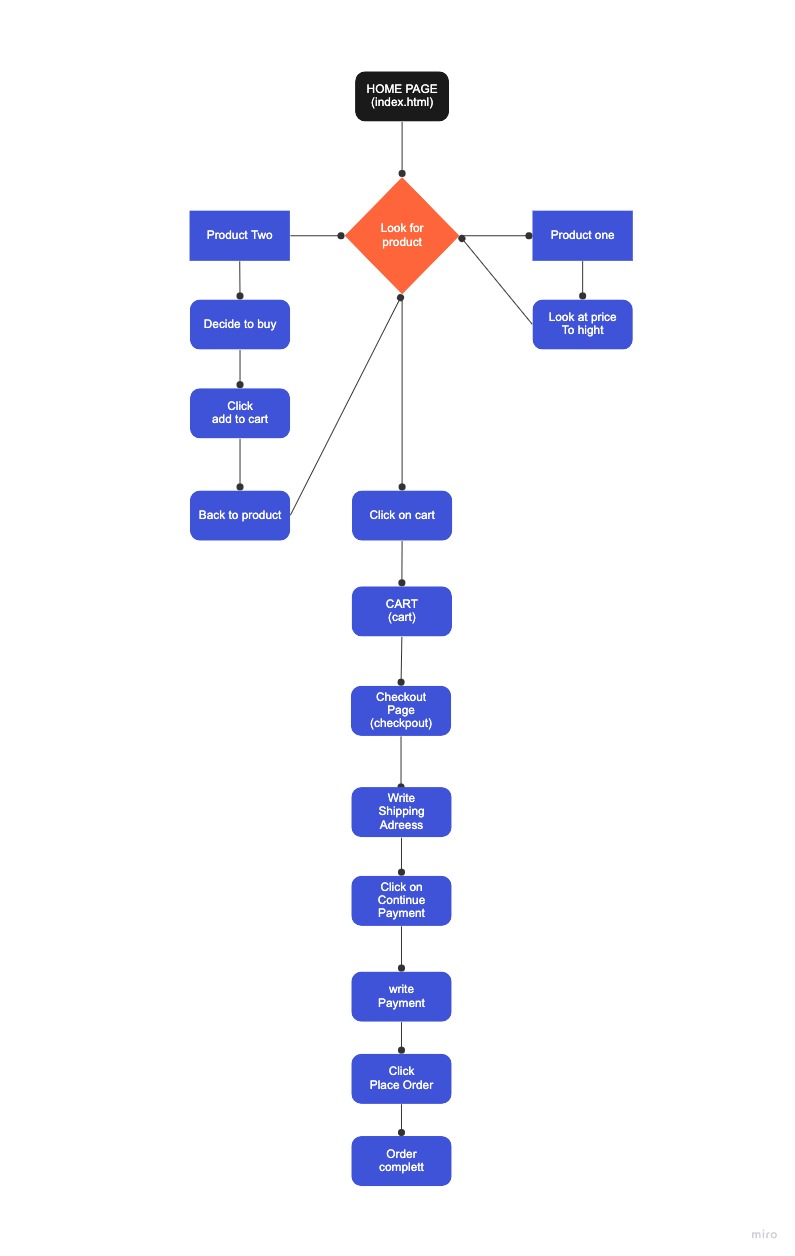 HOME PAGE
(index.html)
Look for
product
Product Two
Product one
Decide to buy
Look at price
To hight
Click
add to cart
Back to product
Click on cart
CART
(cart)
Checkout
Page
(checkpout)
Write
Shipping
Adreess
Click on
Continue
Payment
write
Payment
Click
Place Order
Order
complett
miro